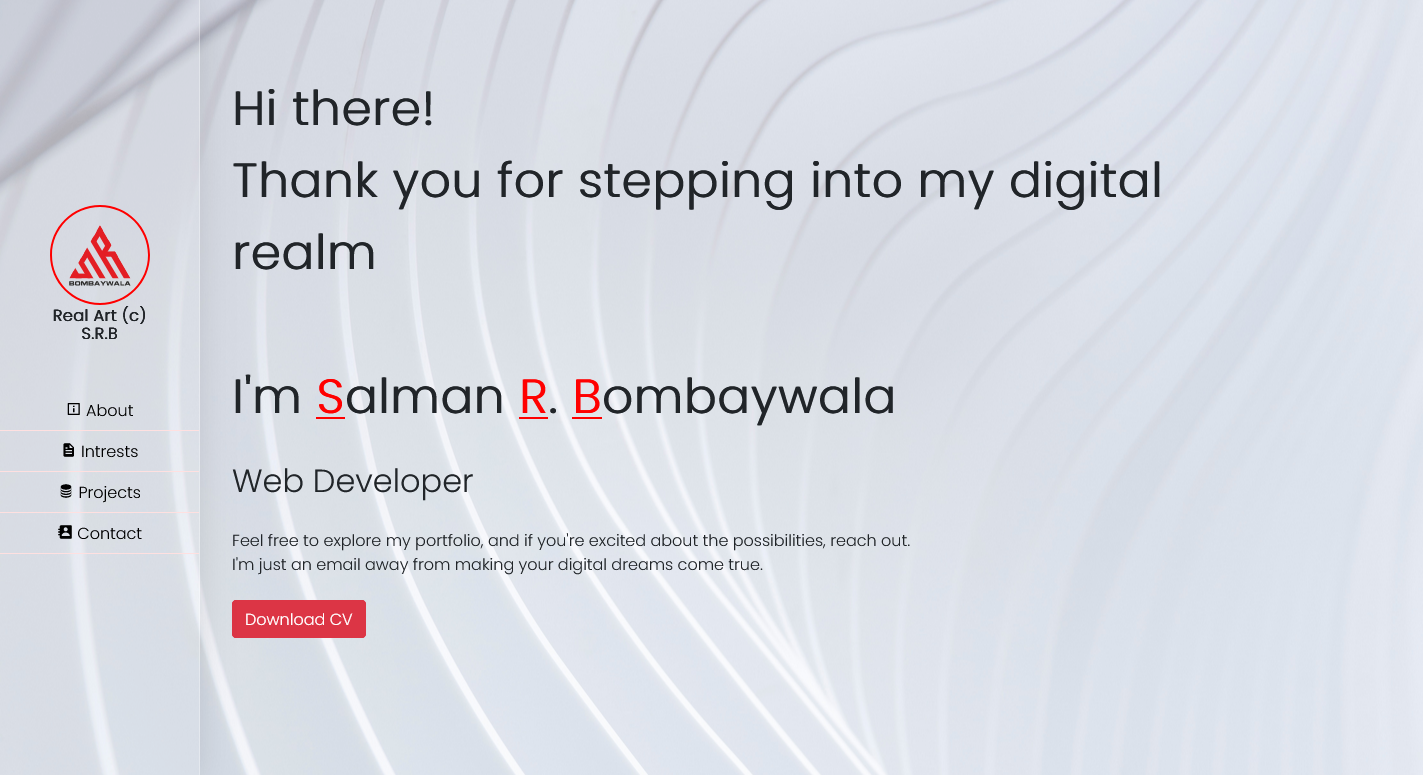 BOMBAYWALA
Real Art (c)
S.R.B
About
Intrests
Projects
Contact
Hi there!
Thank you for stepping into my digital
realm
I'm Salman R. Bombaywala
Web Developer
Feel free to explore my portfolio, and if you're excited about the possibilities, reach out.
I'm just an email away from making your digital dreams come true.
Download CV